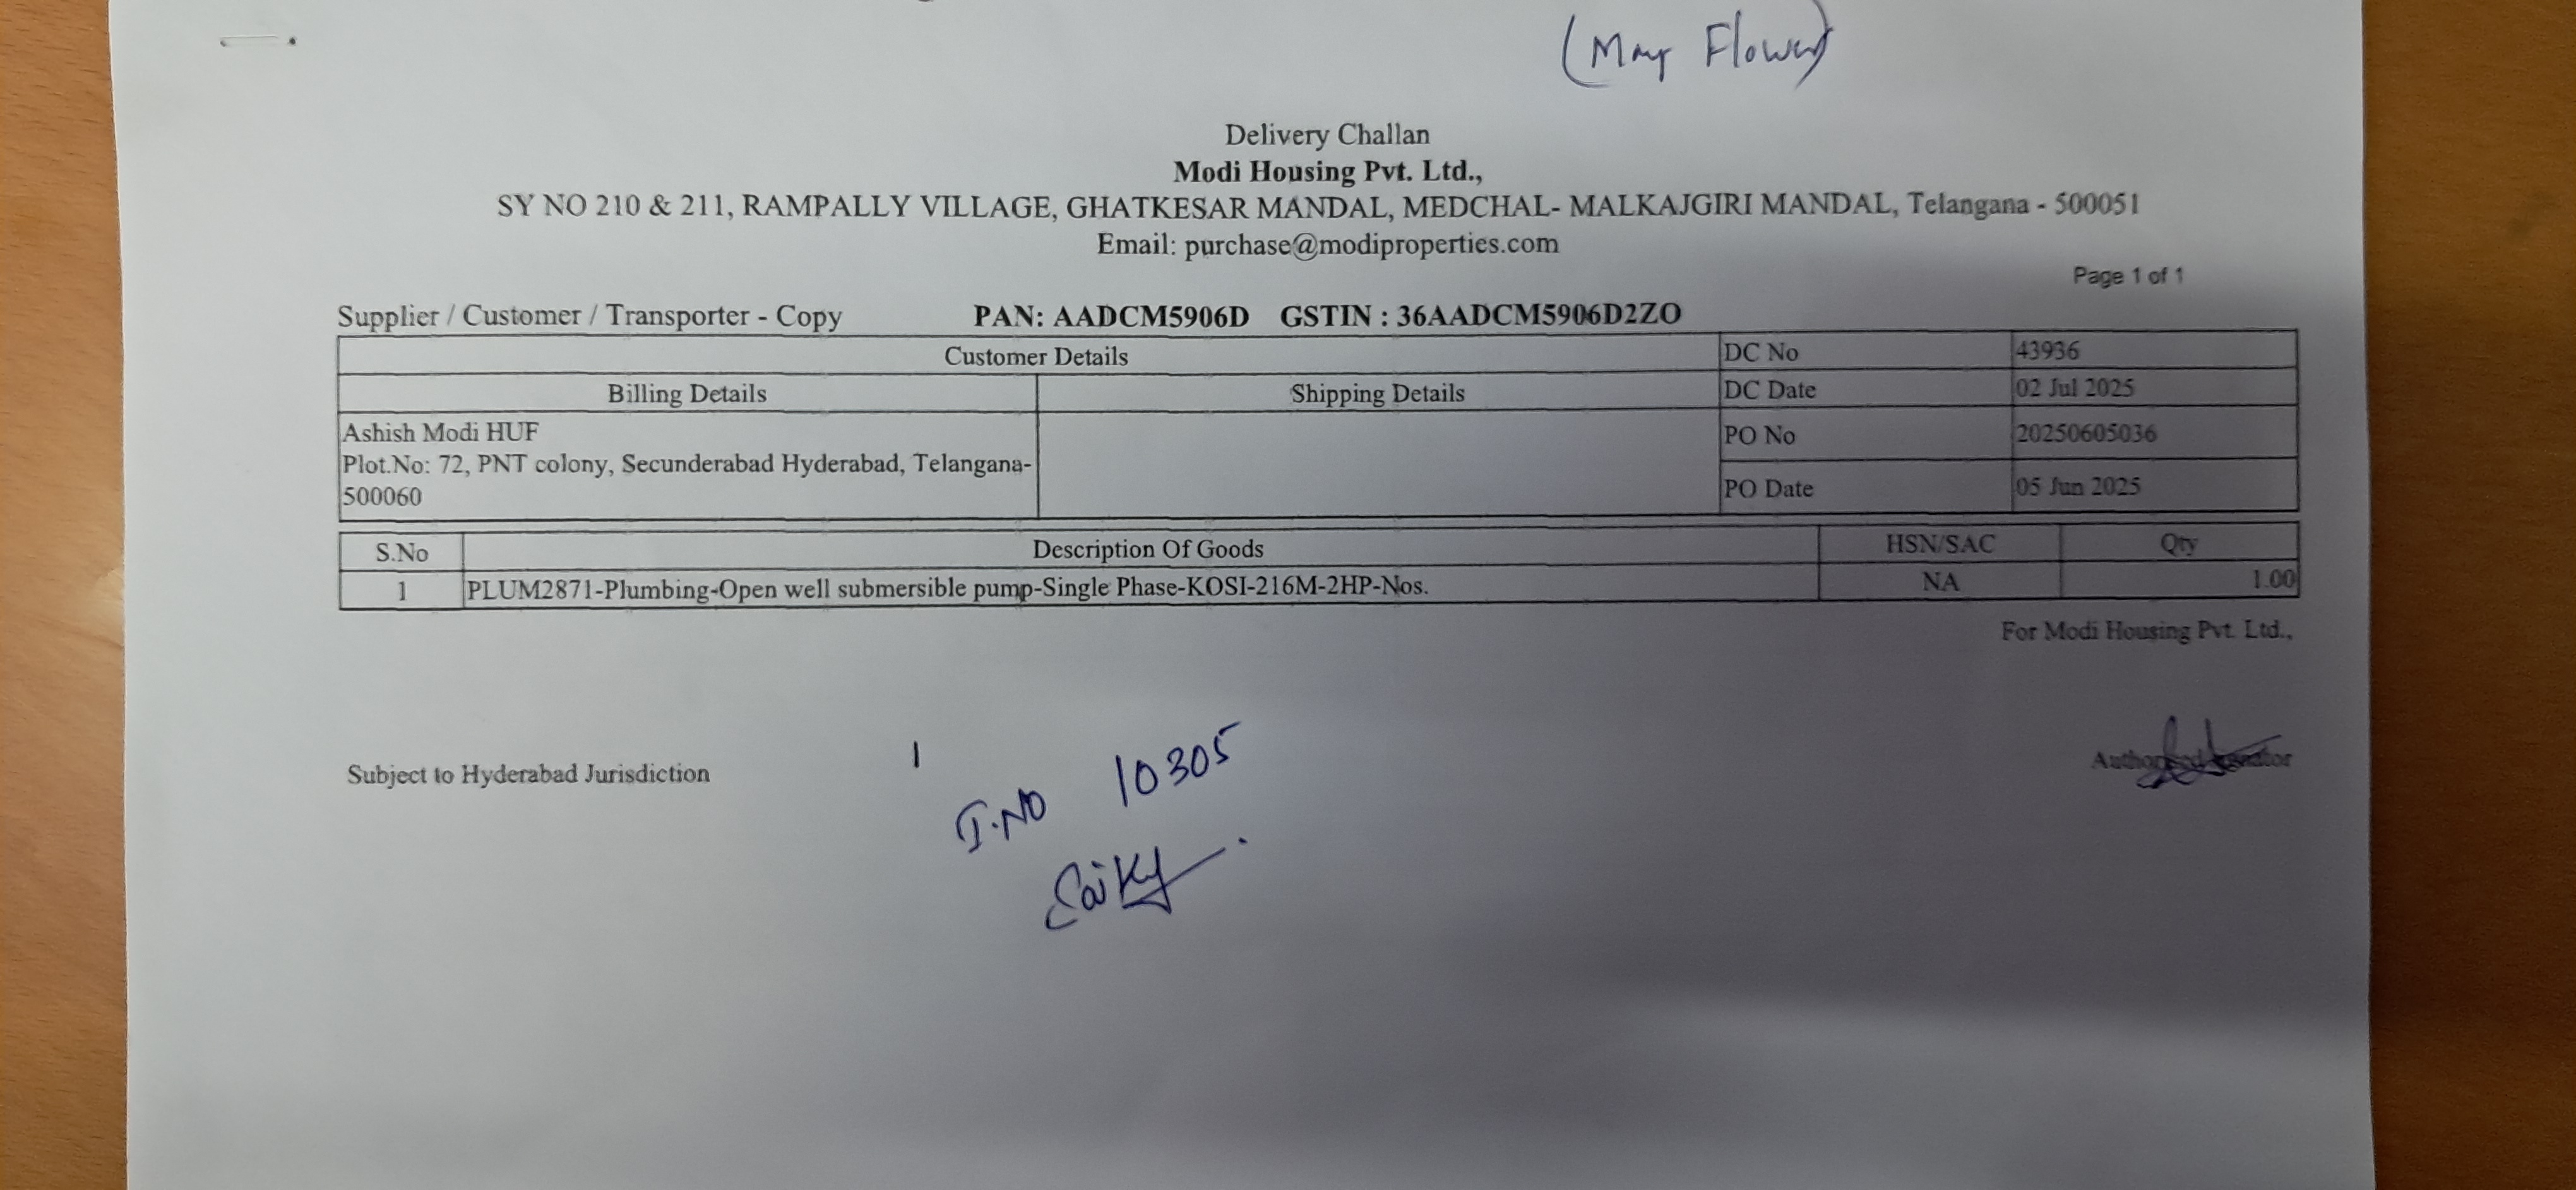 (May Flower)
Delivery Challan
Modi Housing Pvt. Ltd.,
SY NO 210 & 211, RAMPALLY VILLAGE, GHATKESAR MANDAL, MEDCHAL- MALKAJGIRI MANDAL, Telangana - 500051
Email: purchase@modiproperties.com
Page 1 of 1
Supplier / Customer / Transporter - Copy PAN: AADCM5906D GSTIN : 36AADCM5906D2ZO
Customer Details DC No 43936
Billing Details Shipping Details DC Date 02 Jul 2025
Ashish Modi HUF PO No 20250605036
Plot.No: 72, PNT colony, Secunderabad Hyderabad, Telangana-
500060 PO Date 05 Jun 2025
S.No Description Of Goods HSN/SAC Qty
1 PLUM2871-Plumbing-Open well submersible pump-Single Phase-KOSI-216M-2HP-Nos. NA 1.00
For Modi Housing Pvt. Ltd.,
Subject to Hyderabad Jurisdiction
I.NO 10305